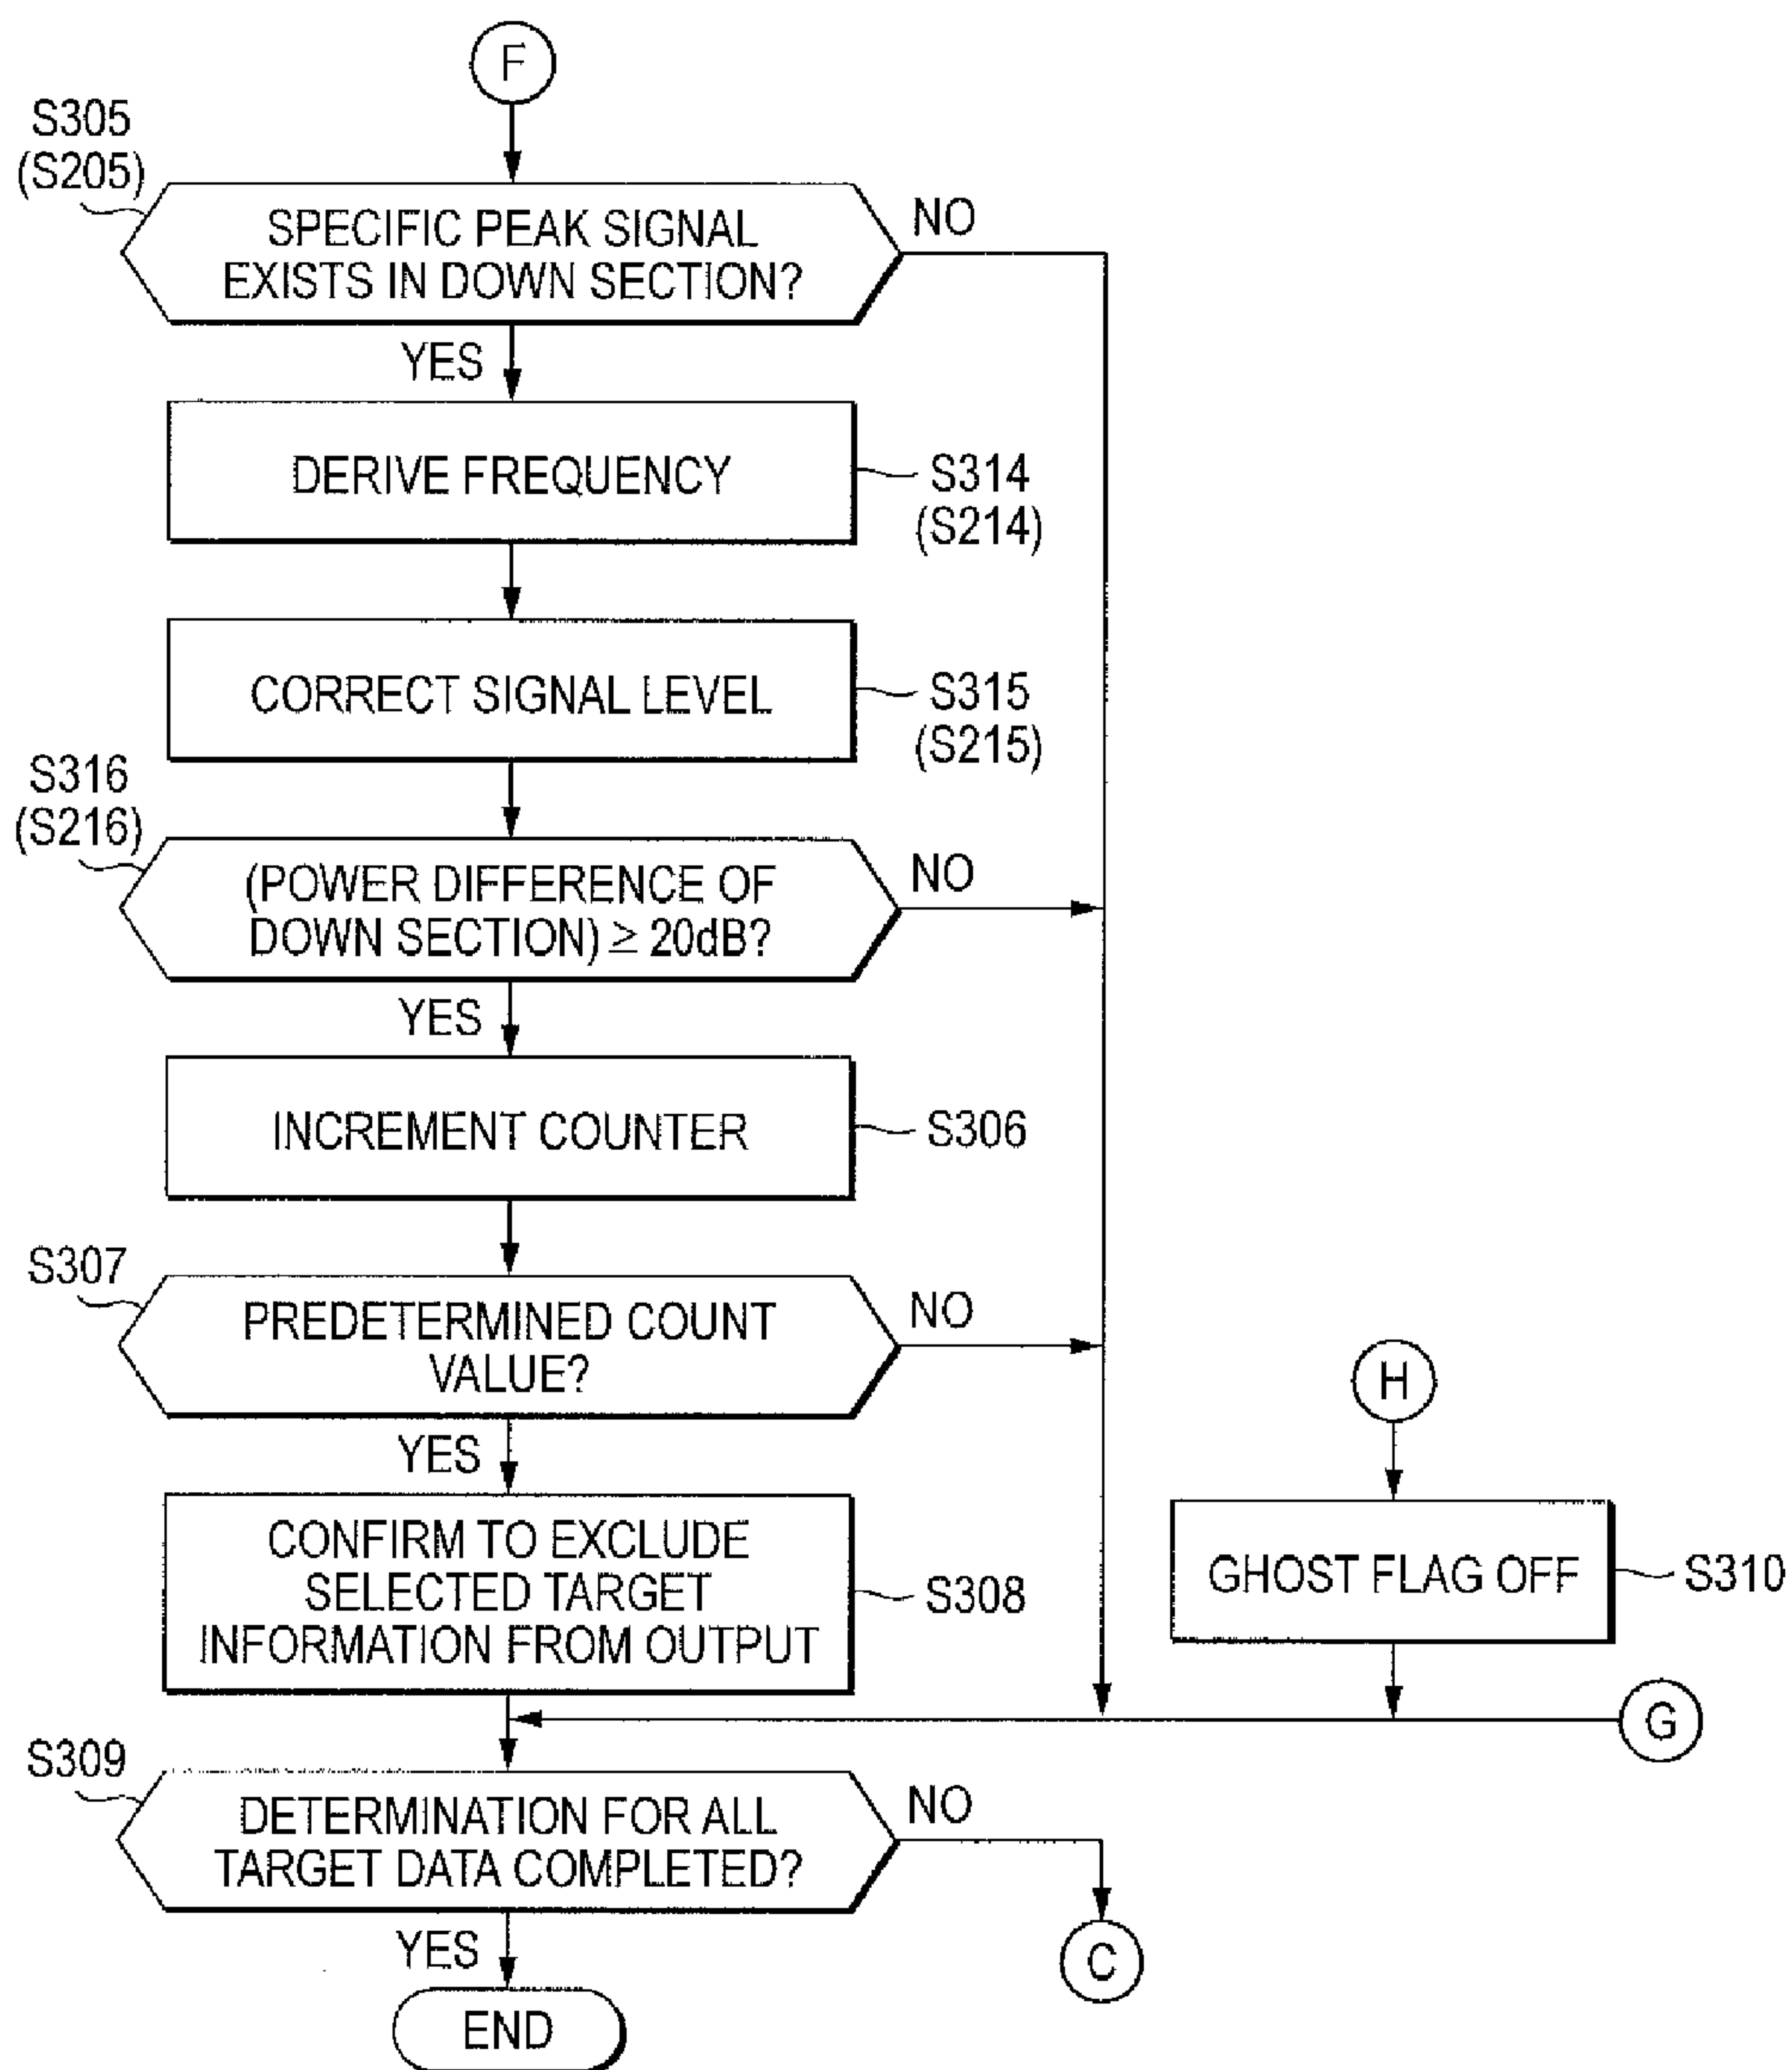 F
S305
(S205)
SPECIFIC PEAK SIGNAL
EXISTS IN DOWN SECTION?
NO
YES
DERIVE FREQUENCY
S314
(S214)
CORRECT SIGNAL LEVEL
S315
(S215)
S316
(S216)
(POWER DIFFERENCE OF
DOWN SECTION) ≥ 20dB?
NO
YES
INCREMENT COUNTER
S306
S307
PREDETERMINED COUNT
VALUE?
NO
YES
H
CONFIRM TO EXCLUDE
SELECTED TARGET
INFORMATION FROM OUTPUT
S308
GHOST FLAG OFF
S310
G
S309
DETERMINATION FOR ALL
TARGET DATA COMPLETED?
NO
YES
C
END